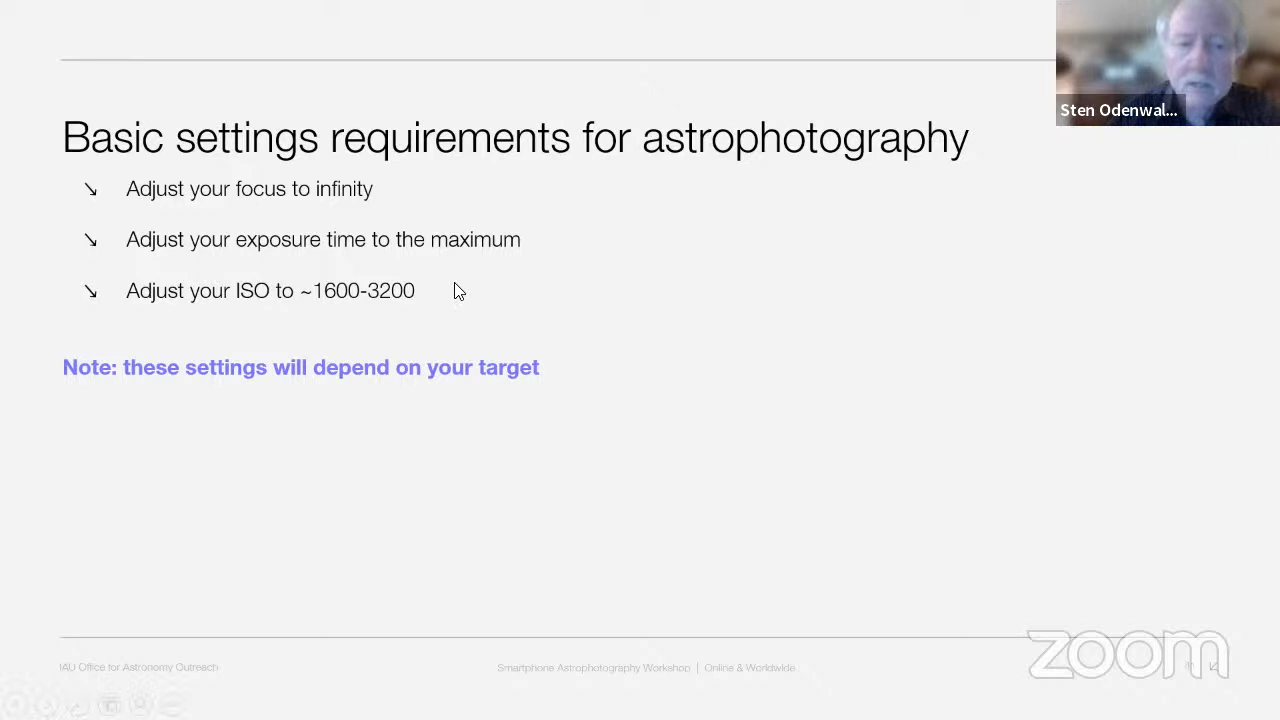 Sten Odenwal...
Basic settings requirements for astrophotography
↘ Adjust your focus to infinity
↘ Adjust your exposure time to the maximum
↘ Adjust your ISO to ~1600-3200
Note: these settings will depend on your target
IAU Office for Astronomy Outreach
Smartphone Astrophotography Workshop | Online & Worldwide
zoom